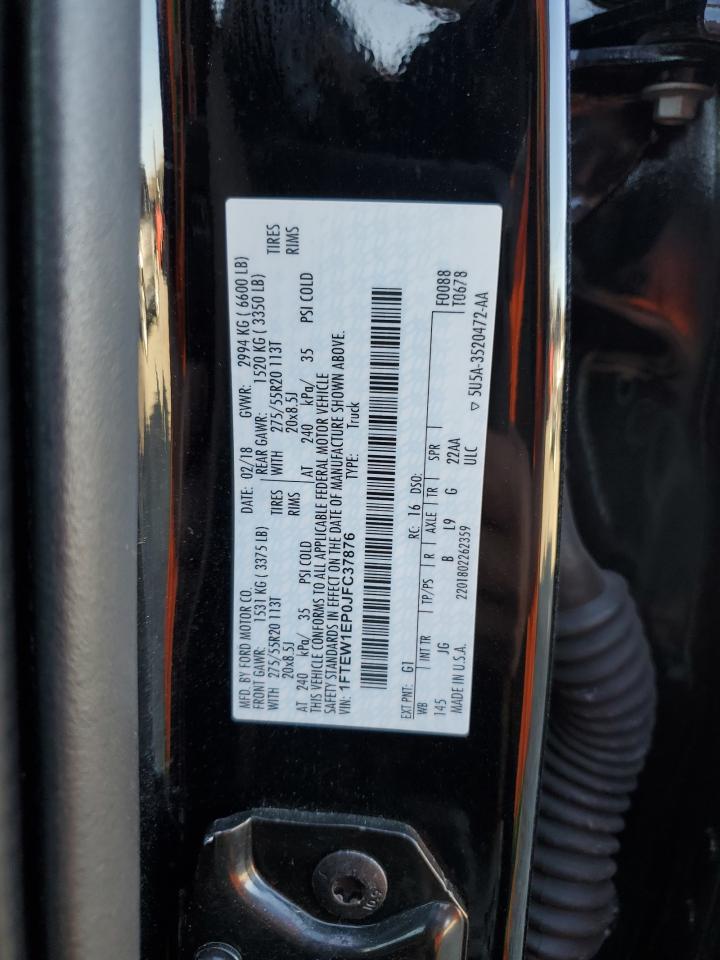 MFD. BY FORD MOTOR CO.
DATE: 02/18 GVWR: 2994 KG ( 6600 LB)
FRONT GAWR: 1531 KG ( 3375 LB)
REAR GAWR: 1520 KG ( 3350 LB)
WITH 275/55R20 113T TIRES
WITH 275/55R20 113T TIRES
20x8.5J RIMS
20x8.5J RIMS
AT 240 kPa/ 35 PSI COLD
AT 240 kPa/ 35 PSI COLD
THIS VEHICLE CONFORMS TO ALL APPLICABLE FEDERAL MOTOR VEHICLE
SAFETY STANDARDS IN EFFECT ON THE DATE OF MANUFACTURE SHOWN ABOVE.
VIN: 1FTEW1EP0JFC37876 TYPE: Truck
EXT PNT: G1 RC: 16 DSO: F0088
WB INT TR TP/PS R AXLE TR SPR T0678
145 JG B L9 G 22AA
MADE IN U.S.A. 2201802262359 ULC
5U5A-3520472-AA
10.9